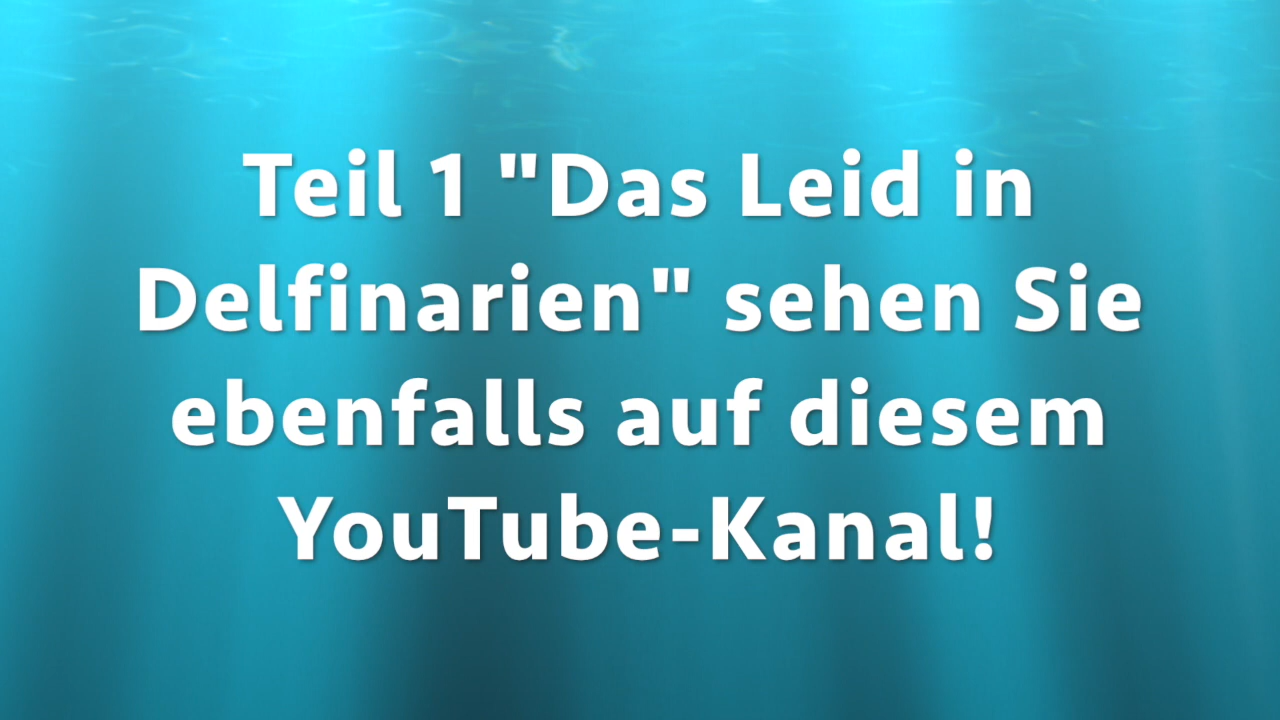 Teil 1 "Das Leid in
Delfinarien" sehen Sie
ebenfalls auf diesem
YouTube-Kanal!